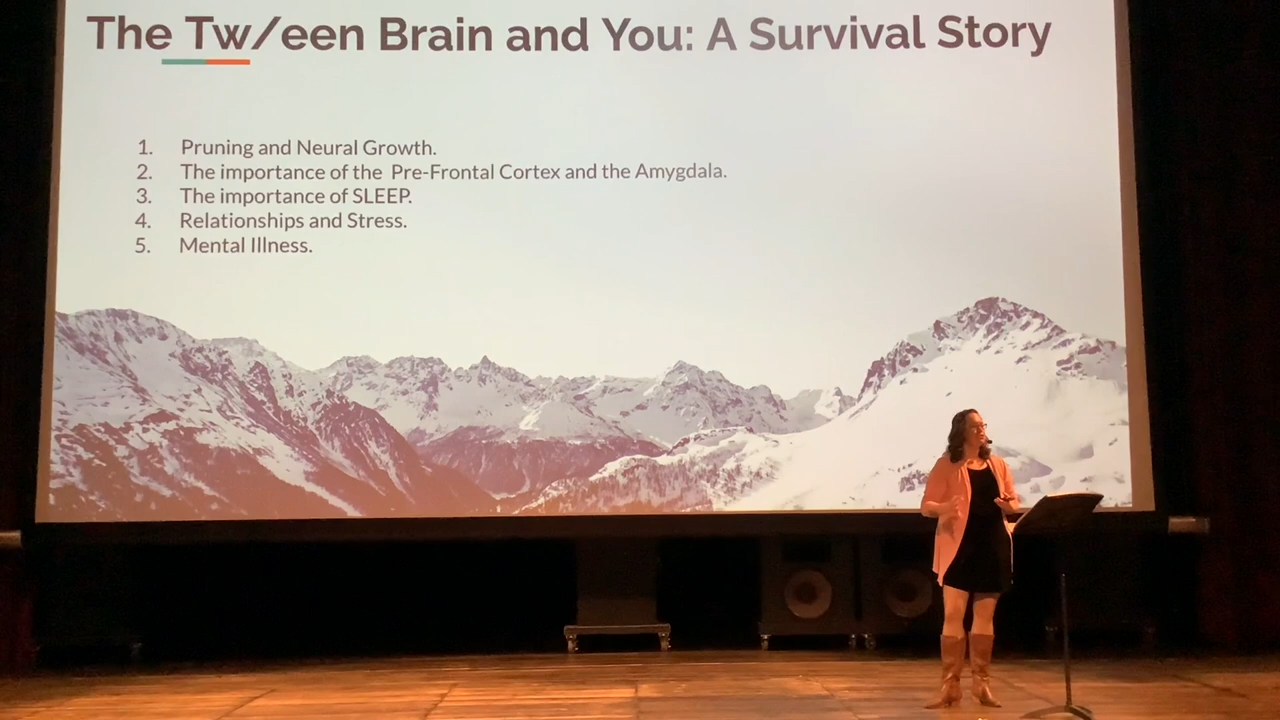 The Tw/een Brain and You: A Survival Story
1. Pruning and Neural Growth.
2. The importance of the Pre-Frontal Cortex and the Amygdala.
3. The importance of SLEEP.
4. Relationships and Stress.
5. Mental Illness.